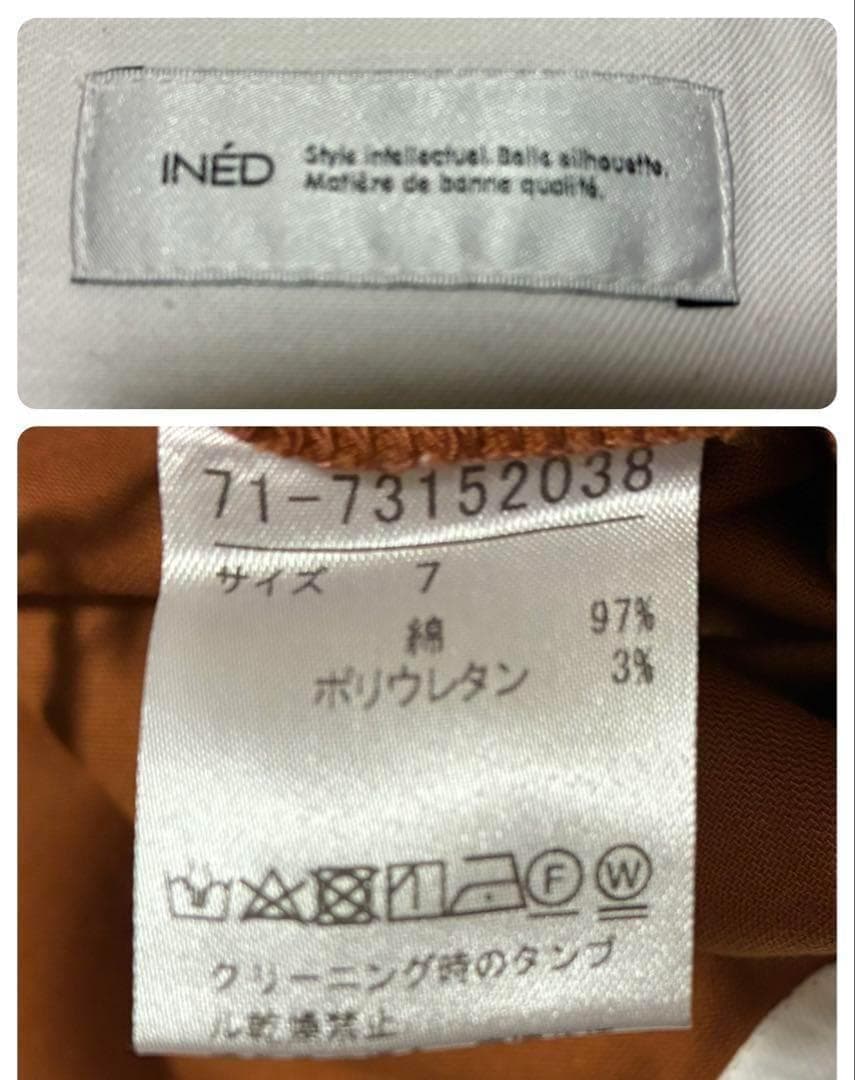 INÉD
Style intellectuel. Belle silhouette.
Matière de bonne qualité.
71-73152038
サイズ 7
綿 97%
ポリウレタン 3%
F W
クリーニング時のタンブ
ル乾燥禁止